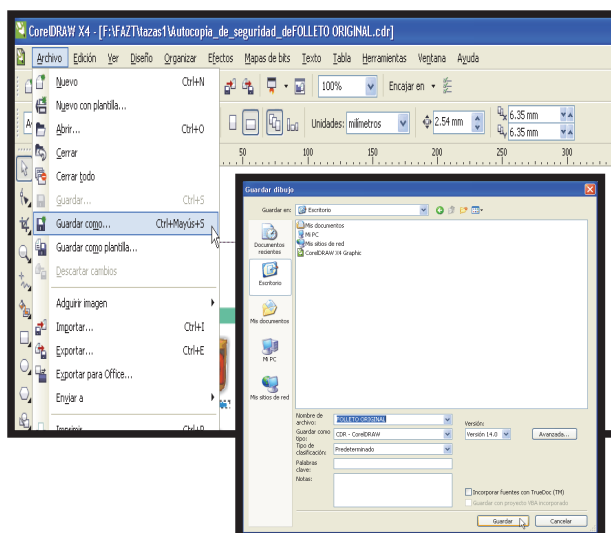 CorelDRAW X4 - [F:\FAZT\tazas1\Autocopia_de_seguridad_deFOLLETO ORIGINAL.cdr]
Archivo Edición Ver Diseño Organizar Efectos Mapas de bits Texto Tabla Herramientas Ventana Ayuda
Nuevo Ctrl+N
100% Encajar en
Nuevo con plantilla...
Abrir... Ctrl+O
Unidades: milímetros 2.54 mm 6.35 mm
6.35 mm
Cerrar
50 100 150 200 250 300
Cerrar todo
Guardar... Ctrl+S
Guardar como... Ctrl+Mayús+S
Guardar como plantilla...
Descartar cambios
Adquirir imagen
Importar... Ctrl+I
Exportar... Ctrl+E
Exportar para Office...
Enviar a
Imprimir... Ctrl+P
Guardar dibujo
Guardar en: Escritorio
Mis documentos
Mi PC
Mis sitios de red
CorelDRAW X4 Graphic
Documentos
recientes
Escritorio
Mis documentos
Mi PC
Mis sitios de red
Nombre de
archivo: FOLLETO ORIGINAL
Guardar como
tipo: CDR - CorelDRAW
Tipo de
clasificación: Predeterminado
Palabras
clave:
Notas:
Versión:
Versión 14.0 Avanzada...
Incorporar fuentes con TrueDoc (TM)
Guardar con proyecto VBA incorporado
Guardar Cancelar